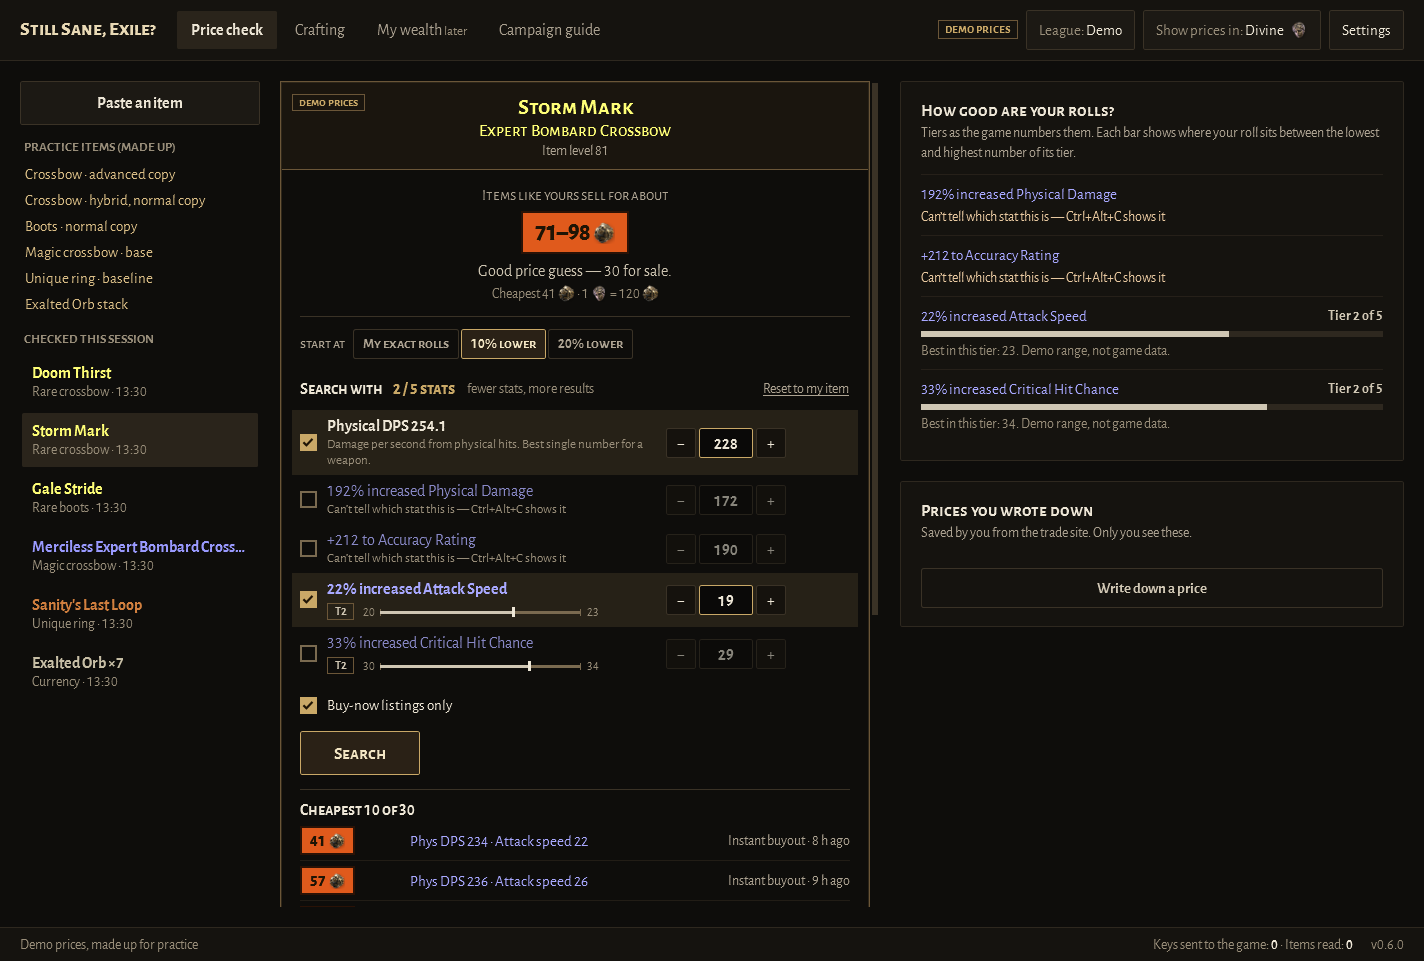 Still Sane, Exile?
Price check
Crafting
My wealth later
Campaign guide
DEMO PRICES
League: Demo
Show prices in: Divine
Settings
Paste an item
PRACTICE ITEMS (MADE UP)
Crossbow · advanced copy
Crossbow · hybrid, normal copy
Boots · normal copy
Magic crossbow · base
Unique ring · baseline
Exalted Orb stack
CHECKED THIS SESSION
Doom Thirst
Rare crossbow · 13:30
Storm Mark
Rare crossbow · 13:30
Gale Stride
Rare boots · 13:30
Merciless Expert Bombard Cross...
Magic crossbow · 13:30
Sanity's Last Loop
Unique ring · 13:30
Exalted Orb ×7
Currency · 13:30
DEMO PRICES
Storm Mark
Expert Bombard Crossbow
Item level 81
Items like yours sell for about
71–98
Good price guess — 30 for sale.
Cheapest 41 · 1 = 120
START AT
My exact rolls
10% lower
20% lower
Search with 2 / 5 stats fewer stats, more results
Reset to my item
Physical DPS 254.1
Damage per second from physical hits. Best single number for a
weapon.
− 228 +
192% increased Physical Damage
Can't tell which stat this is — Ctrl+Alt+C shows it
− 172 +
+212 to Accuracy Rating
Can't tell which stat this is — Ctrl+Alt+C shows it
− 190 +
22% increased Attack Speed
T2 20 23
− 19 +
33% increased Critical Hit Chance
T2 30 34
− 29 +
Buy-now listings only
Search
Cheapest 10 of 30
41 Phys DPS 234 · Attack speed 22 Instant buyout · 8 h ago
57 Phys DPS 236 · Attack speed 26 Instant buyout · 9 h ago
How good are your rolls?
Tiers as the game numbers them. Each bar shows where your roll sits between the lowest
and highest number of its tier.
192% increased Physical Damage
Can't tell which stat this is — Ctrl+Alt+C shows it
+212 to Accuracy Rating
Can't tell which stat this is — Ctrl+Alt+C shows it
22% increased Attack Speed Tier 2 of 5
Best in this tier: 23. Demo range, not game data.
33% increased Critical Hit Chance Tier 2 of 5
Best in this tier: 34. Demo range, not game data.
Prices you wrote down
Saved by you from the trade site. Only you see these.
Write down a price
Demo prices, made up for practice
Keys sent to the game: 0 · Items read: 0 v0.6.0